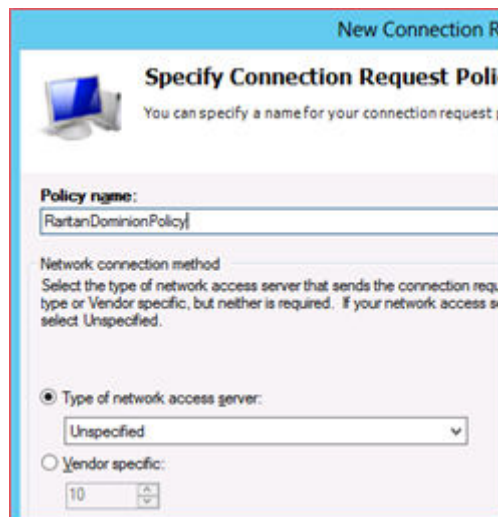 New Connection R
Specify Connection Request Poli
You can specify a name for your connection request
Policy name:
RaritanDominionPolicy
Network connection method
Select the type of network access server that sends the connection requ
type or Vendor specific, but neither is required. If your network access s
select Unspecified.
Type of network access server:
Unspecified
Vendor specific:
10